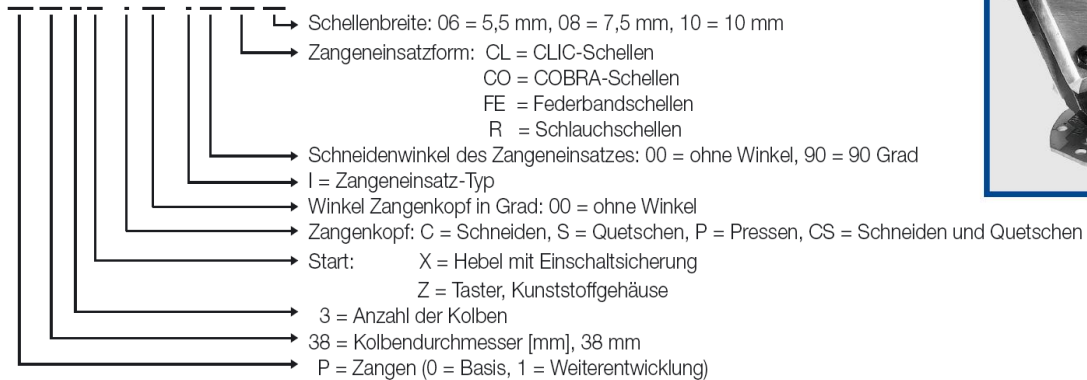 Schellenbreite: 06 = 5,5 mm, 08 = 7,5 mm, 10 = 10 mm
Zangeneinsatzform: CL = CLIC-Schellen
CO = COBRA-Schellen
FE = Federbandschellen
R = Schlauchschellen
Schneidenwinkel des Zangeneinsatzes: 00 = ohne Winkel, 90 = 90 Grad
I = Zangeneinsatz-Typ
Winkel Zangenkopf in Grad: 00 = ohne Winkel
Zangenkopf: C = Schneiden, S = Quetschen, P = Pressen, CS = Schneiden und Quetschen
Start: X = Hebel mit Einschaltsicherung
Z = Taster, Kunststoffgehäuse
3 = Anzahl der Kolben
38 = Kolbendurchmesser [mm], 38 mm
P = Zangen (0 = Basis, 1 = Weiterentwicklung)